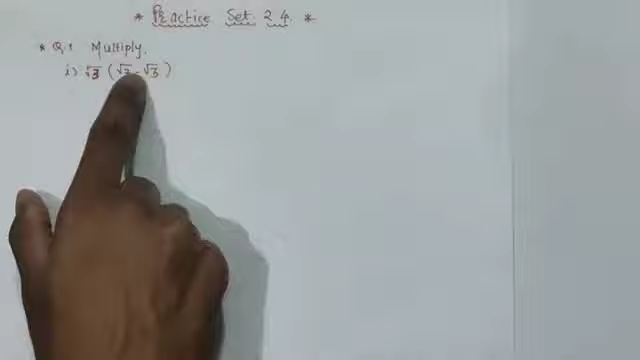 * Practice Set 2.4 *
* Q.1 Multiply.
i) √3 (√7 - √3)